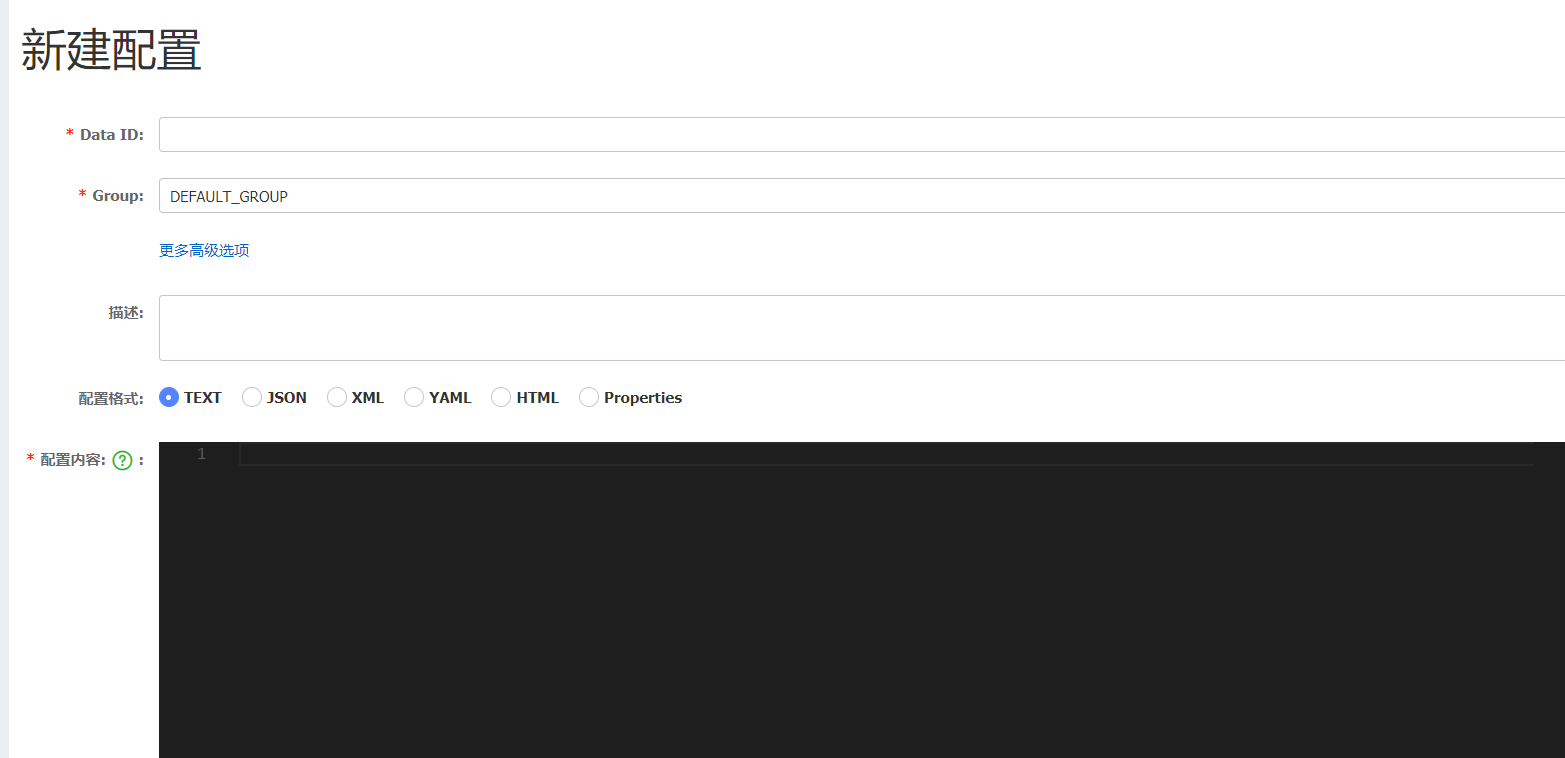 新建配置
* Data ID:
* Group: DEFAULT_GROUP
更多高级选项
描述:
配置格式: TEXT JSON XML YAML HTML Properties
* 配置内容: ? :
1